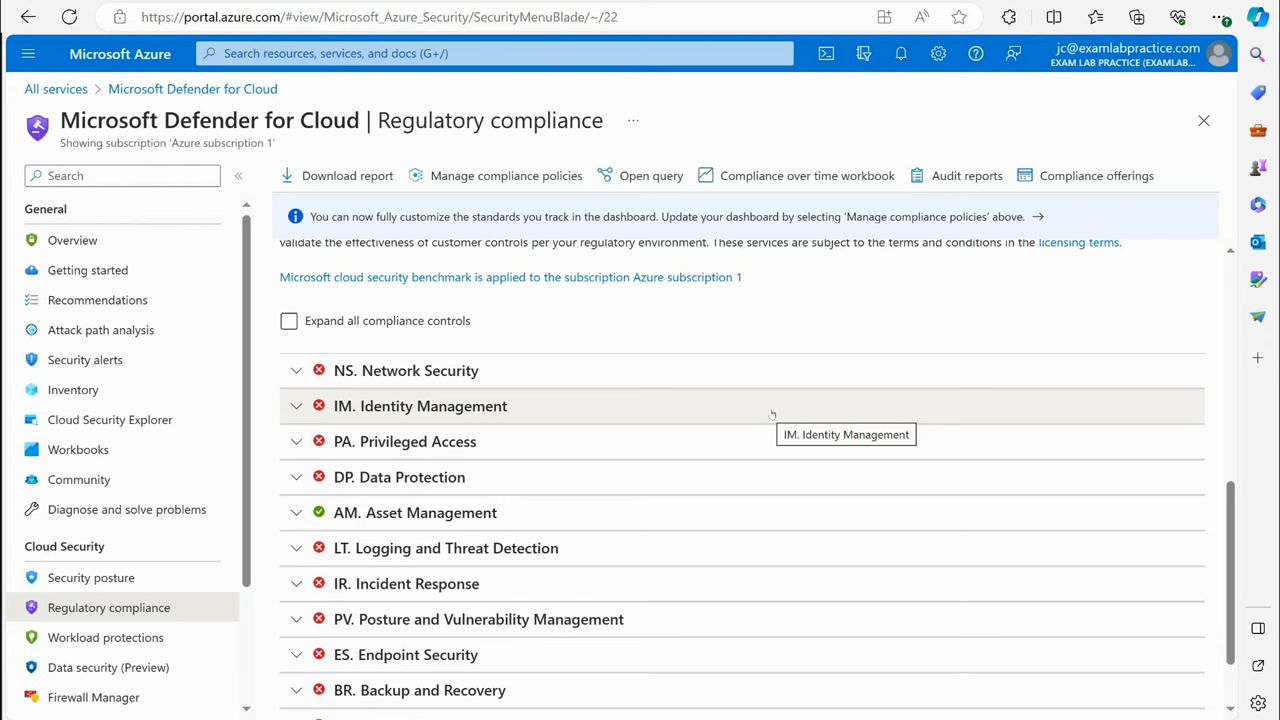 https://portal.azure.com/#view/Microsoft_Azure_Security/SecurityMenuBlade/~/22
Microsoft Azure
Search resources, services, and docs (G+/)
jc@examlabpractice.com
EXAM LAB PRACTICE (EXAMLAB...
All services > Microsoft Defender for Cloud
Microsoft Defender for Cloud | Regulatory compliance ...
Showing subscription 'Azure subscription 1'
Search
Download report
Manage compliance policies
Open query
Compliance over time workbook
Audit reports
Compliance offerings
You can now fully customize the standards you track in the dashboard. Update your dashboard by selecting 'Manage compliance policies' above. →
General
Overview
Getting started
Recommendations
Attack path analysis
Security alerts
Inventory
Cloud Security Explorer
Workbooks
Community
Diagnose and solve problems
Cloud Security
Security posture
Regulatory compliance
Workload protections
Data security (Preview)
Firewall Manager
validate the effectiveness of customer controls per your regulatory environment. These services are subject to the terms and conditions in the licensing terms.
Microsoft cloud security benchmark is applied to the subscription Azure subscription 1
Expand all compliance controls
NS. Network Security
IM. Identity Management
IM. Identity Management
PA. Privileged Access
DP. Data Protection
AM. Asset Management
LT. Logging and Threat Detection
IR. Incident Response
PV. Posture and Vulnerability Management
ES. Endpoint Security
BR. Backup and Recovery